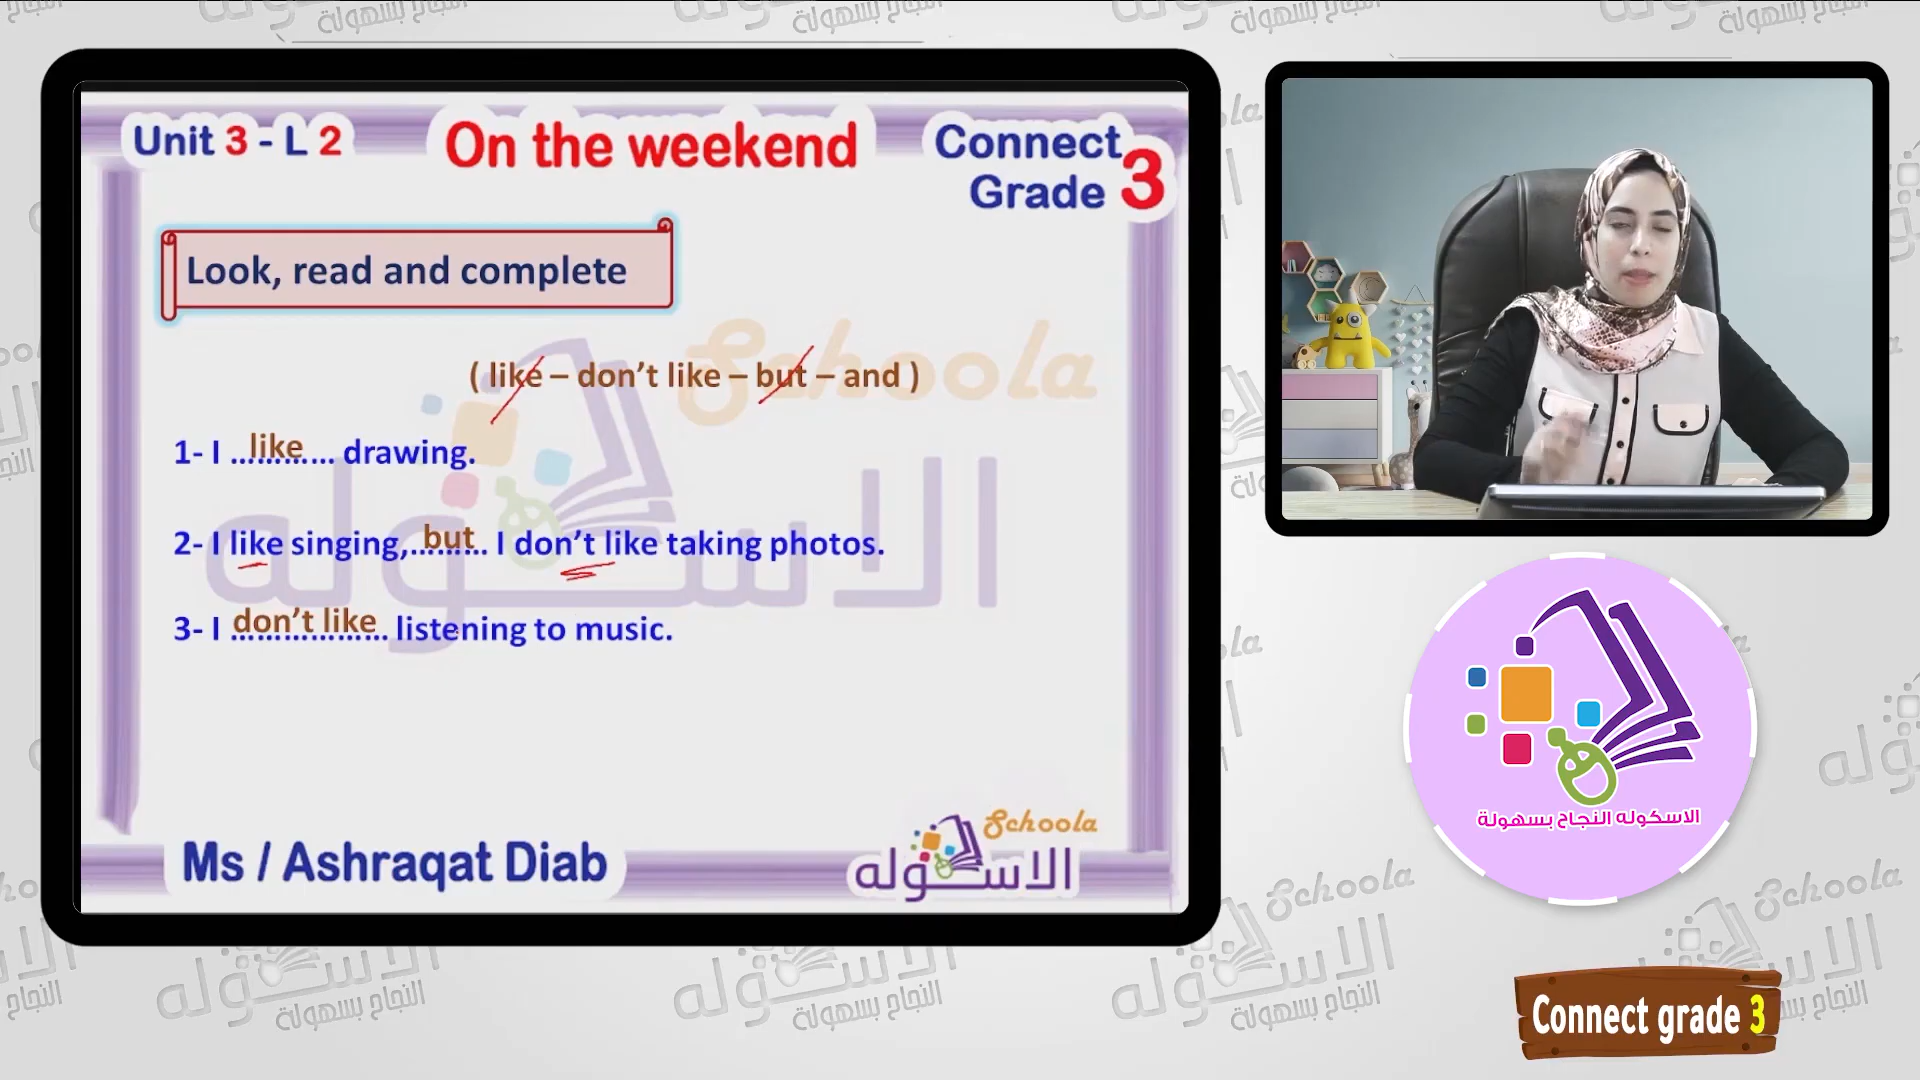 Unit 3 - L 2
On the weekend
Connect
Grade 3
Look, read and complete
( like – don’t like – but – and )
1- I ...like... drawing.
2- I like singing,...but... I don’t like taking photos.
3- I ...don’t like... listening to music.
Ms / Ashraqat Diab
Schoola
الاسكوله
الاسكوله النجاح بسهولة
Connect grade 3